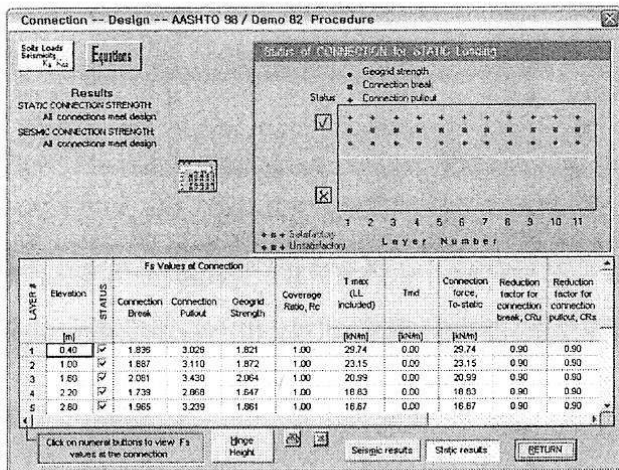 Connection -- Design -- AASHTO 98 / Demo 82 Procedure
Soils Loads
Seismicity
Equations
Results
STATIC CONNECTION STRENGTH:
All connections meet design
SEISMIC CONNECTION STRENGTH:
All connections meet design
Status of CONNECTION for STATIC Loading
Geogrid strength
Connection break
Status
Connection pullout
1 2 3 4 5 6 7 8 9 10 11
Layer Number
Satisfactory
Unsatisfactory
LAYER #
Elevation
[m]
STATUS
Fs Values at Connection
Connection Break
Connection Pullout
Geogrid Strength
Coverage Ratio, Rc
T max (LL included)
[kN/m]
Tmd
[kN/m]
Connection force, To-static
[kN/m]
Reduction factor for connection break, CRu
Reduction factor for connection pullout, CRs
1 0.40 1.836 3.026 1.821 1.00 29.74 0.00 29.74 0.90 0.90
2 1.00 1.887 3.110 1.872 1.00 23.15 0.00 23.15 0.90 0.90
3 1.60 2.081 3.430 2.064 1.00 20.99 0.00 20.99 0.90 0.90
4 2.20 1.739 2.868 1.647 1.00 18.83 0.00 18.83 0.90 0.90
5 2.80 1.965 3.239 1.861 1.00 16.67 0.00 16.67 0.90 0.90
Click on numeral buttons to view Fs
values at the connection
Hinge
Height
Seismic results
Static results
RETURN